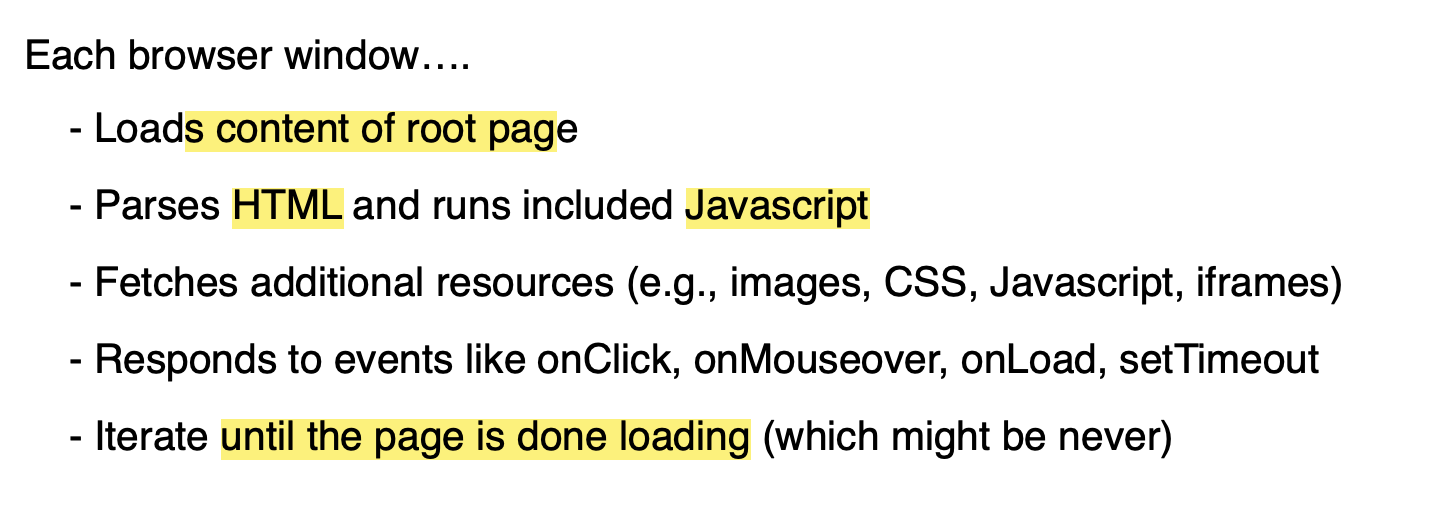 Each browser window….
- Loads content of root page
- Parses HTML and runs included Javascript
- Fetches additional resources (e.g., images, CSS, Javascript, iframes)
- Responds to events like onClick, onMouseover, onLoad, setTimeout
- Iterate until the page is done loading (which might be never)